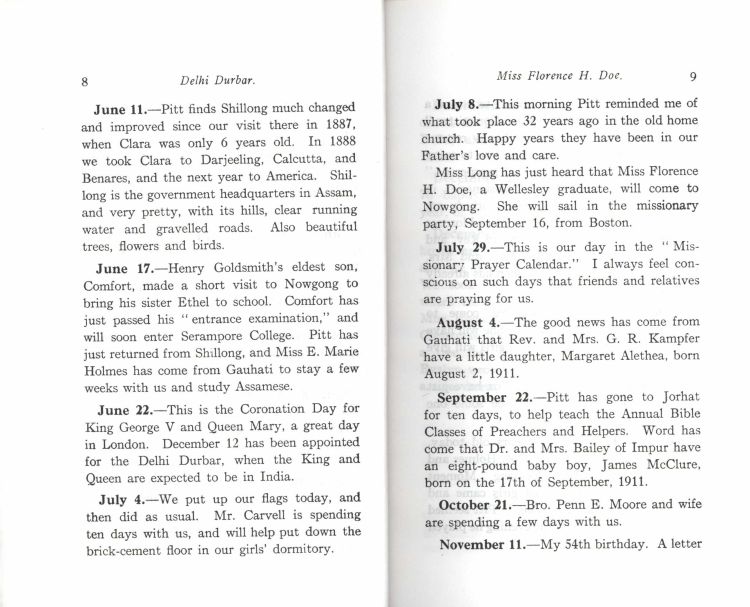 8 Delhi Durbar.
June 11.—Pitt finds Shillong much changed
and improved since our visit there in 1887,
when Clara was only 6 years old. In 1888
we took Clara to Darjeeling, Calcutta, and
Benares, and the next year to America. Shil-
long is the government headquarters in Assam,
and very pretty, with its hills, clear running
water and gravelled roads. Also beautiful
trees, flowers and birds.
June 17.—Henry Goldsmith's eldest son,
Comfort, made a short visit to Nowgong to
bring his sister Ethel to school. Comfort has
just passed his "entrance examination," and
will soon enter Serampore College. Pitt has
just returned from Shillong, and Miss E. Marie
Holmes has come from Gauhati to stay a few
weeks with us and study Assamese.
June 22.—This is the Coronation Day for
King George V and Queen Mary, a great day
in London. December 12 has been appointed
for the Delhi Durbar, when the King and
Queen are expected to be in India.
July 4.—We put up our flags today, and
then did as usual. Mr. Carvell is spending
ten days with us, and will help put down the
brick-cement floor in our girls' dormitory.
Miss Florence H. Doe. 9
July 8.—This morning Pitt reminded me of
what took place 32 years ago in the old home
church. Happy years they have been in our
Father's love and care.
Miss Long has just heard that Miss Florence
H. Doe, a Wellesley graduate, will come to
Nowgong. She will sail in the missionary
party, September 16, from Boston.
July 29.—This is our day in the "Mis-
sionary Prayer Calendar." I always feel con-
scious on such days that friends and relatives
are praying for us.
August 4.—The good news has come from
Gauhati that Rev. and Mrs. G. R. Kampfer
have a little daughter, Margaret Alethea, born
August 2, 1911.
September 22.—Pitt has gone to Jorhat
for ten days, to help teach the Annual Bible
Classes of Preachers and Helpers. Word has
come that Dr. and Mrs. Bailey of Impur have
an eight-pound baby boy, James McClure,
born on the 17th of September, 1911.
October 21.—Bro. Penn E. Moore and wife
are spending a few days with us.
November 11.—My 54th birthday. A letter